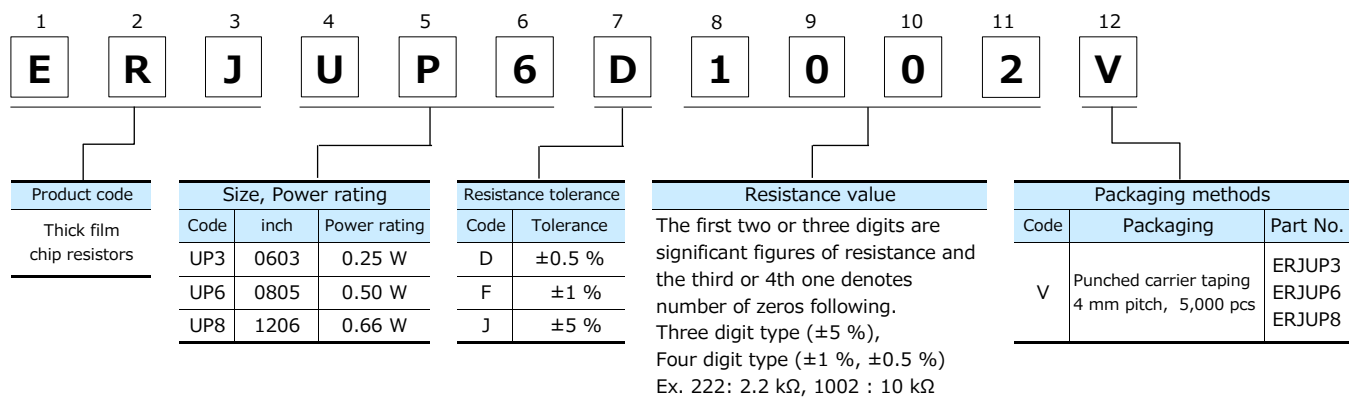 1 2 3 4 5 6 7 8 9 10 11 12
E R J U P 6 D 1 0 0 2 V
Product code
Thick film
chip resistors
Size, Power rating
Code inch Power rating
UP3 0603 0.25 W
UP6 0805 0.50 W
UP8 1206 0.66 W
Resistance tolerance
Code Tolerance
D ±0.5 %
F ±1 %
J ±5 %
Resistance value
The first two or three digits are
significant figures of resistance and
the third or 4th one denotes
number of zeros following.
Three digit type (±5 %),
Four digit type (±1 %, ±0.5 %)
Ex. 222: 2.2 kΩ, 1002 : 10 kΩ
Packaging methods
Code Packaging Part No.
V
Punched carrier taping
4 mm pitch, 5,000 pcs
ERJUP3
ERJUP6
ERJUP8